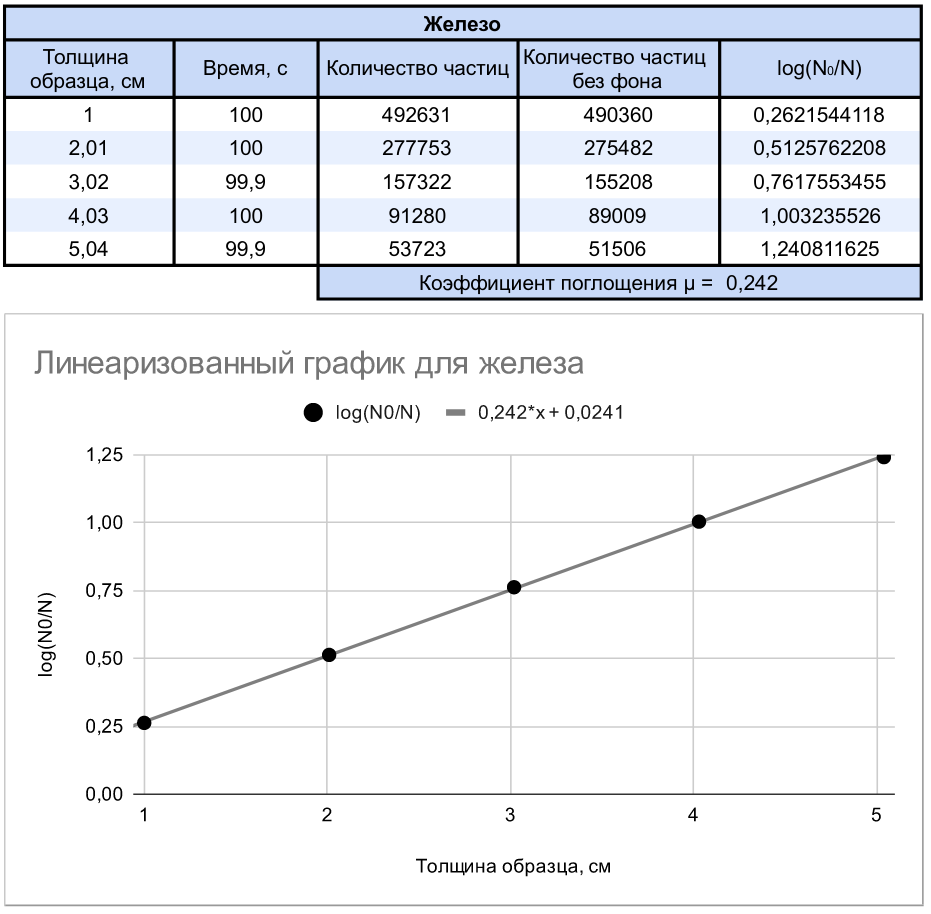 Железо
Толщина образца, см Время, с Количество частиц Количество частиц без фона log(N₀/N)
1 100 492631 490360 0,2621544118
2,01 100 277753 275482 0,5125762208
3,02 99,9 157322 155208 0,7617553455
4,03 100 91280 89009 1,003235526
5,04 99,9 53723 51506 1,240811625
Коэффициент поглощения μ = 0,242
Линеаризованный график для железа
log(N0/N) 0,242*x + 0,0241
1,25
1,00
0,75
0,50
0,25
0,00
log(N0/N)
1 2 3 4 5
Толщина образца, см